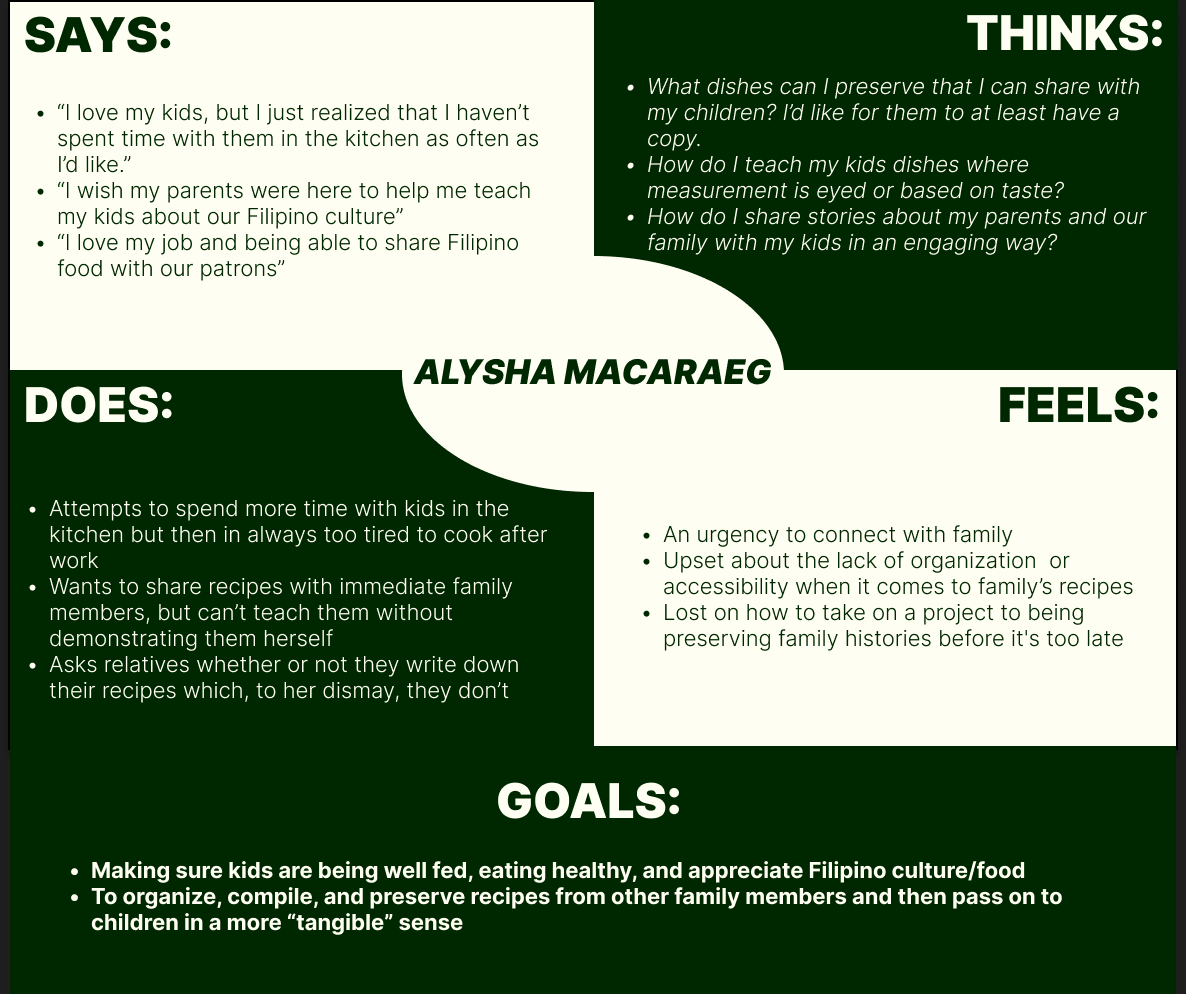 SAYS:
• “I love my kids, but I just realized that I haven’t
spent time with them in the kitchen as often as
I’d like.”
• “I wish my parents were here to help me teach
my kids about our Filipino culture”
• “I love my job and being able to share Filipino
food with our patrons”
THINKS:
• What dishes can I preserve that I can share with
my children? I’d like for them to at least have a
copy.
• How do I teach my kids dishes where
measurement is eyed or based on taste?
• How do I share stories about my parents and our
family with my kids in an engaging way?
ALYSHA MACARAEG
DOES:
• Attempts to spend more time with kids in the
kitchen but then in always too tired to cook after
work
• Wants to share recipes with immediate family
members, but can’t teach them without
demonstrating them herself
• Asks relatives whether or not they write down
their recipes which, to her dismay, they don’t
FEELS:
• An urgency to connect with family
• Upset about the lack of organization  or
accessibility when it comes to family’s recipes
• Lost on how to take on a project to being
preserving family histories before it's too late
GOALS:
• Making sure kids are being well fed, eating healthy, and appreciate Filipino culture/food
• To organize, compile, and preserve recipes from other family members and then pass on to
children in a more “tangible” sense